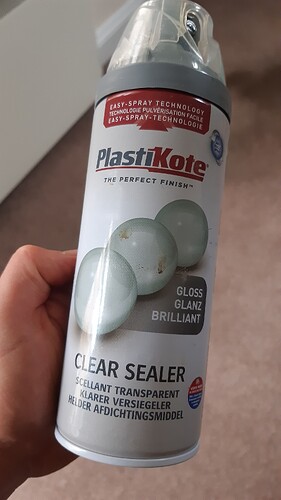 EASY-SPRAY TECHNOLOGY
TECHNOLOGIE PULVÉRISATION FACILE
EASY-SPRAY-TECHNOLOGIE
PlastiKote®
THE PERFECT FINISH™
GLOSS
GLANZ
BRILLIANT
CLEAR SEALER
SCELLANT TRANSPARENT
KLARER VERSIEGELER
HELDER AFDICHTINGSMIDDEL